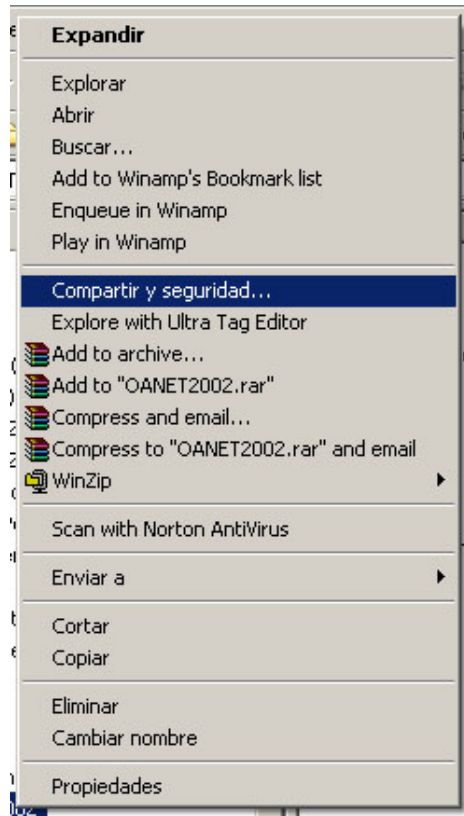 Expandir
Explorar
Abrir
Buscar...
Add to Winamp's Bookmark list
Enqueue in Winamp
Play in Winamp
Compartir y seguridad...
Explore with Ultra Tag Editor
Add to archive...
Add to "OANET2002.rar"
Compress and email...
Compress to "OANET2002.rar" and email
WinZip
Scan with Norton AntiVirus
Enviar a
Cortar
Copiar
Eliminar
Cambiar nombre
Propiedades